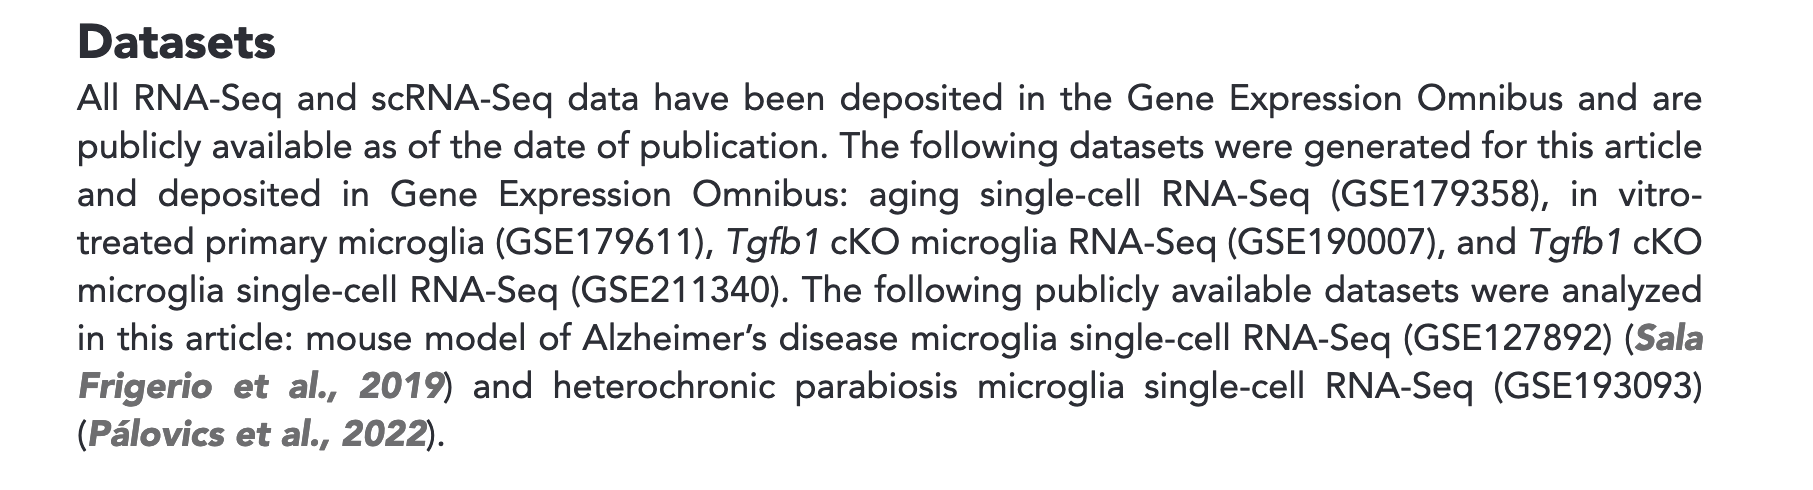 Datasets
All RNA-Seq and scRNA-Seq data have been deposited in the Gene Expression Omnibus and are
publicly available as of the date of publication. The following datasets were generated for this article
and deposited in Gene Expression Omnibus: aging single-cell RNA-Seq (GSE179358), in vitro-
treated primary microglia (GSE179611), Tgfb1 cKO microglia RNA-Seq (GSE190007), and Tgfb1 cKO
microglia single-cell RNA-Seq (GSE211340). The following publicly available datasets were analyzed
in this article: mouse model of Alzheimer’s disease microglia single-cell RNA-Seq (GSE127892) (Sala
Frigerio et al., 2019) and heterochronic parabiosis microglia single-cell RNA-Seq (GSE193093)
(Pálovics et al., 2022).